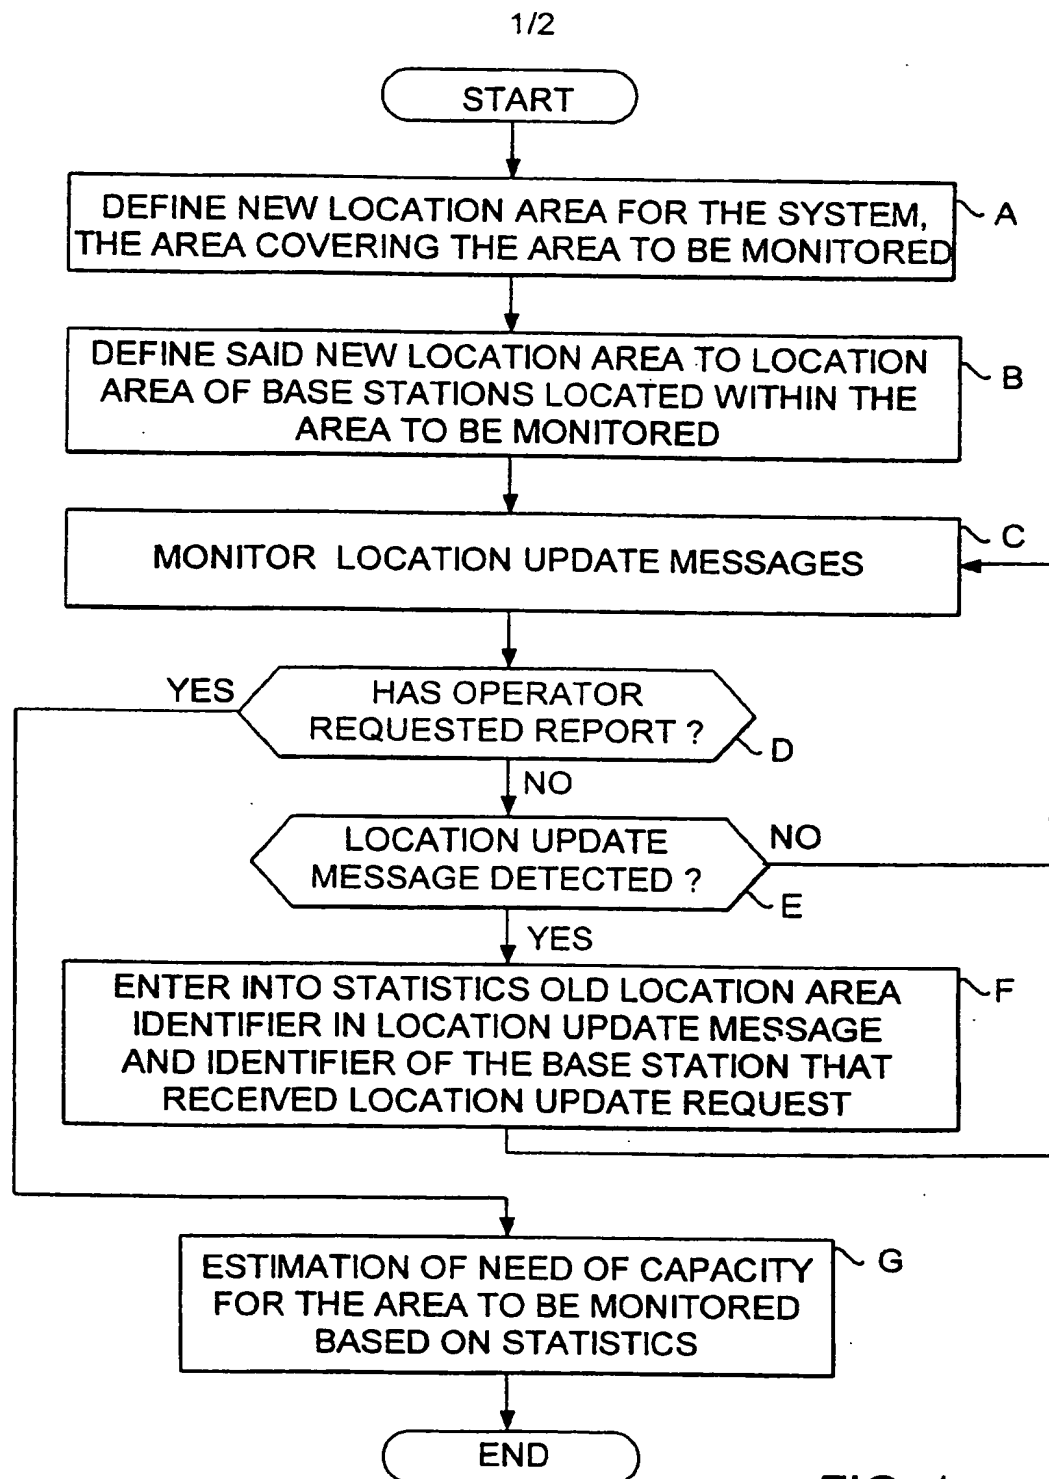 1/2
START
DEFINE NEW LOCATION AREA FOR THE SYSTEM,
THE AREA COVERING THE AREA TO BE MONITORED
A
DEFINE SAID NEW LOCATION AREA TO LOCATION
AREA OF BASE STATIONS LOCATED WITHIN THE
AREA TO BE MONITORED
B
MONITOR LOCATION UPDATE MESSAGES
C
YES
HAS OPERATOR
REQUESTED REPORT ?
D
NO
LOCATION UPDATE
MESSAGE DETECTED ?
NO
E
YES
ENTER INTO STATISTICS OLD LOCATION AREA
IDENTIFIER IN LOCATION UPDATE MESSAGE
AND IDENTIFIER OF THE BASE STATION THAT
RECEIVED LOCATION UPDATE REQUEST
F
ESTIMATION OF NEED OF CAPACITY
FOR THE AREA TO BE MONITORED
BASED ON STATISTICS
G
END